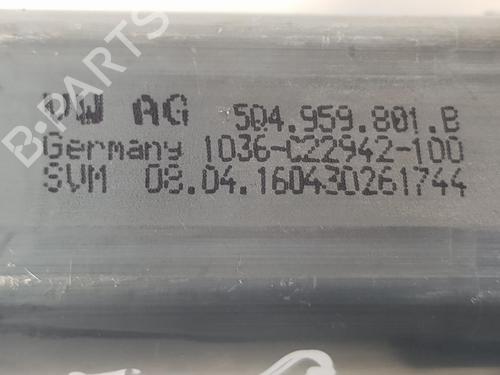 VW AG 5Q4.959.801.B
Germany 1036-C22942-100
SVM 08.04.160430261744
B-PARTS